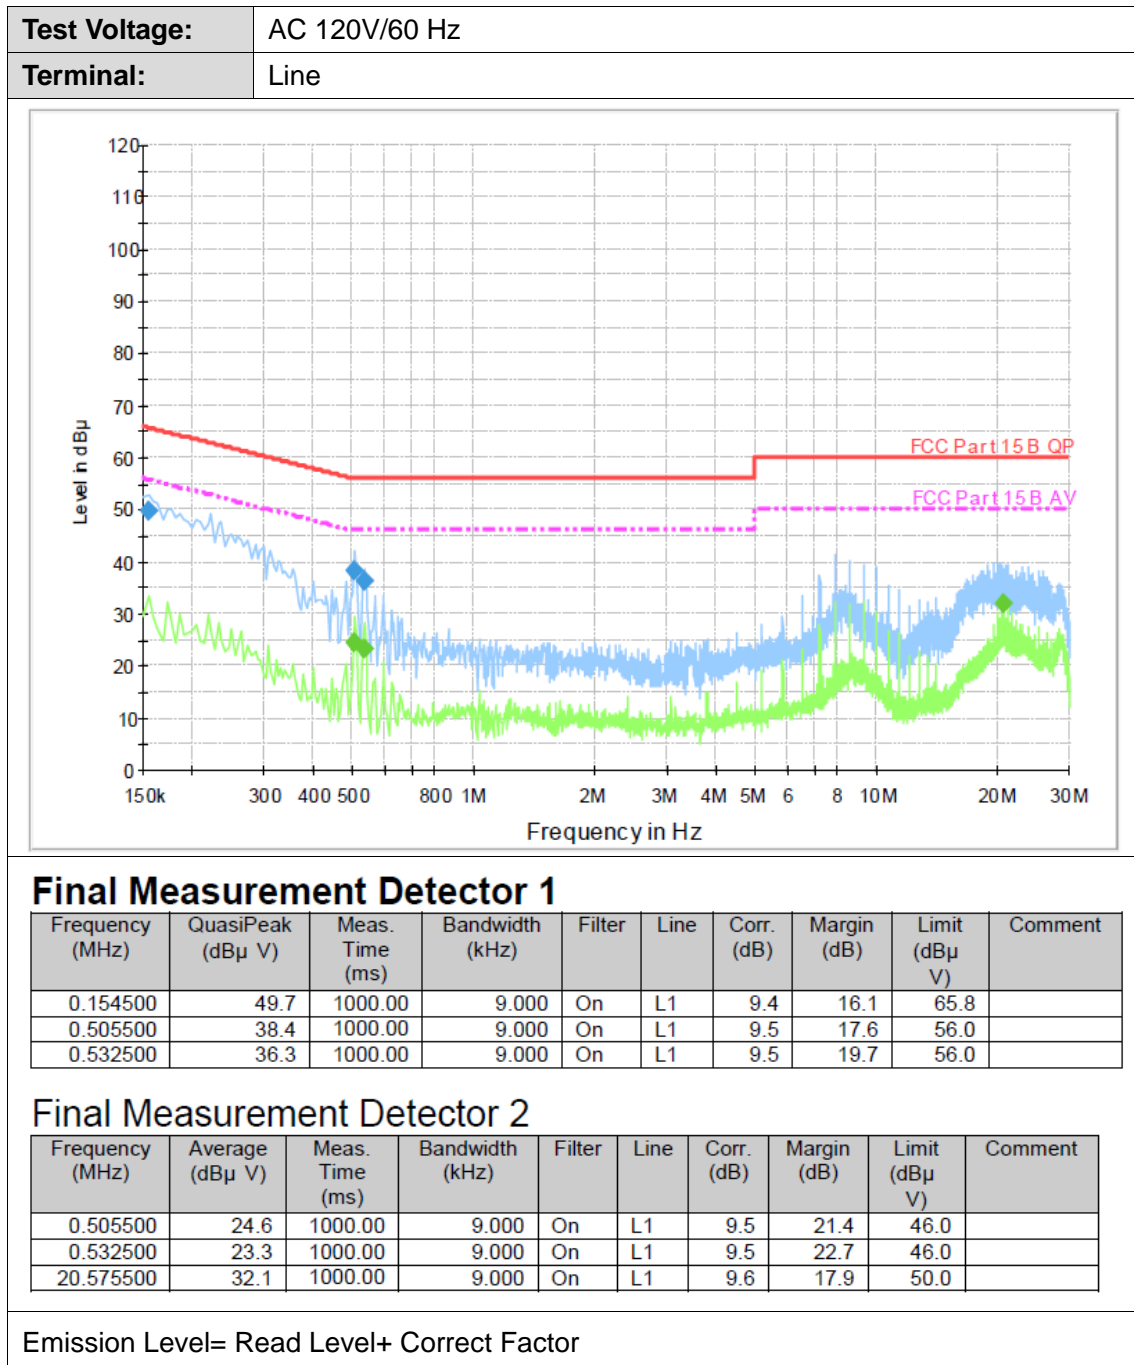 Test Voltage: AC 120V/60 Hz
Terminal: Line
120
110
100
90
80
70
60
50
40
30
20
10
0
Level in dBµ
FCC Part 15 B QP
FCC Part 15 B AV
150k 300 400 500 800 1M 2M 3M 4M 5M 6 8 10M 20M 30M
Frequency in Hz
Final Measurement Detector 1
Frequency (MHz) QuasiPeak (dBµ V) Meas. Time (ms) Bandwidth (kHz) Filter Line Corr. (dB) Margin (dB) Limit (dBµ V) Comment
0.154500 49.7 1000.00 9.000 On L1 9.4 16.1 65.8
0.505500 38.4 1000.00 9.000 On L1 9.5 17.6 56.0
0.532500 36.3 1000.00 9.000 On L1 9.5 19.7 56.0
Final Measurement Detector 2
Frequency (MHz) Average (dBµ V) Meas. Time (ms) Bandwidth (kHz) Filter Line Corr. (dB) Margin (dB) Limit (dBµ V) Comment
0.505500 24.6 1000.00 9.000 On L1 9.5 21.4 46.0
0.532500 23.3 1000.00 9.000 On L1 9.5 22.7 46.0
20.575500 32.1 1000.00 9.000 On L1 9.6 17.9 50.0
Emission Level= Read Level+ Correct Factor